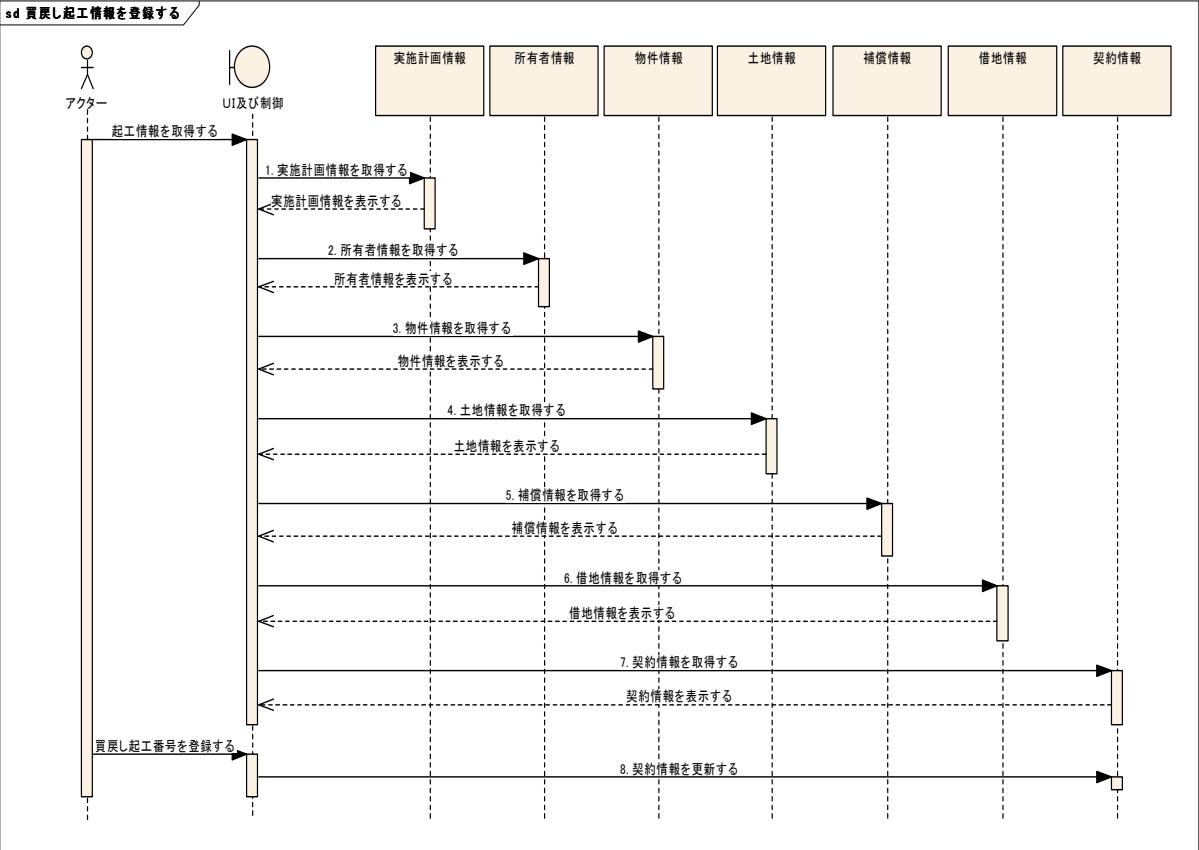 sd 買戻し起工情報を登録する
実施計画情報
所有者情報
物件情報
土地情報
補償情報
借地情報
契約情報
アクター
UI及び制御
起工情報を取得する
1. 実施計画情報を取得する
実施計画情報を表示する
2. 所有者情報を取得する
所有者情報を表示する
3. 物件情報を取得する
物件情報を表示する
4. 土地情報を取得する
土地情報を表示する
5. 補償情報を取得する
補償情報を表示する
6. 借地情報を取得する
借地情報を表示する
7. 契約情報を取得する
契約情報を表示する
買戻し起工番号を登録する
8. 契約情報を更新する